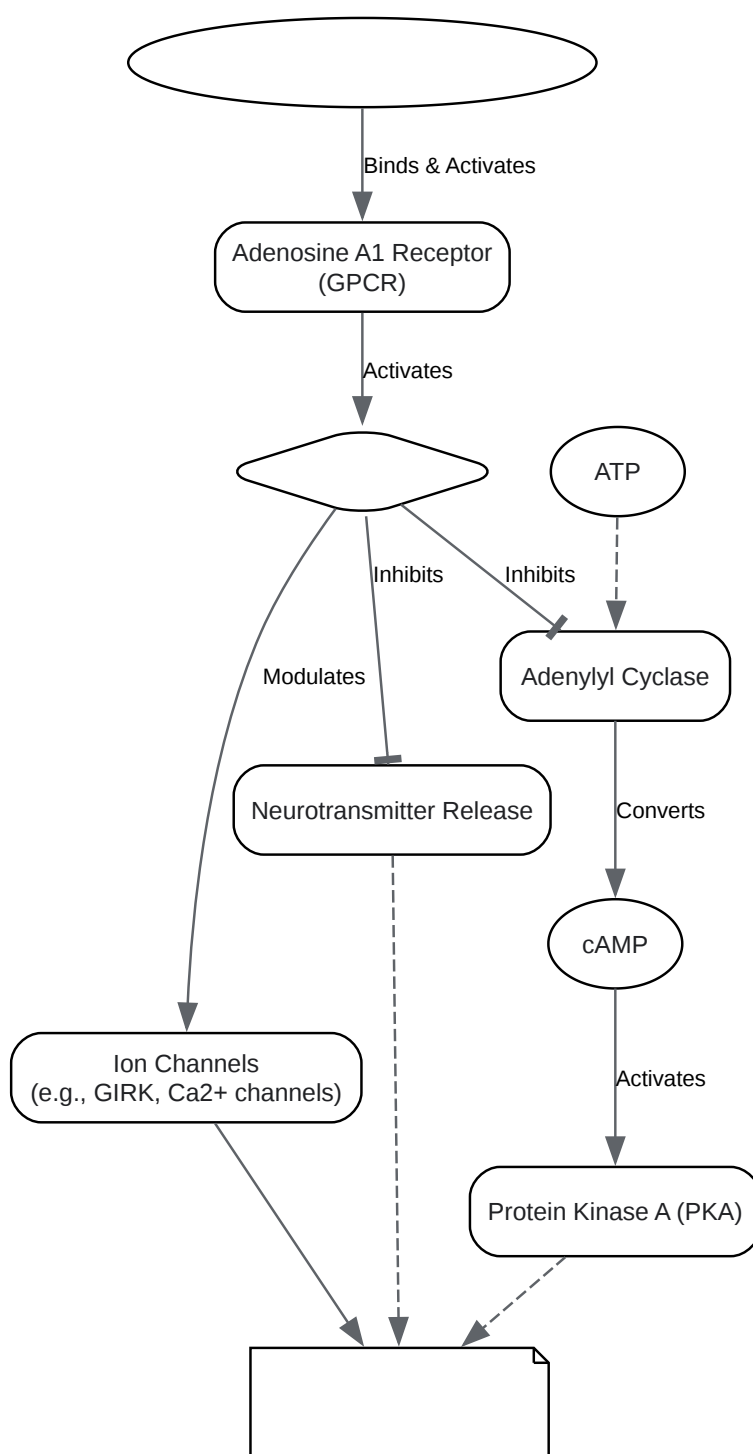 Binds & Activates
Adenosine A1 Receptor
(GPCR)
Activates
ATP
Inhibits
Inhibits
Modulates
Adenylyl Cyclase
Neurotransmitter Release
Converts
cAMP
Ion Channels
(e.g., GIRK, Ca2+ channels)
Activates
Protein Kinase A (PKA)